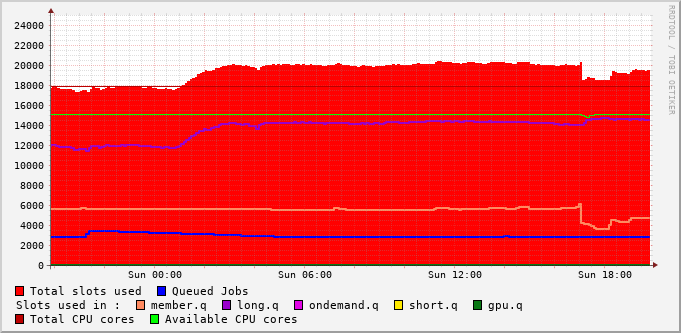 24000
22000
20000
18000
16000
14000
12000
10000
8000
6000
4000
2000
0
Sun 00:00 Sun 06:00 Sun 12:00 Sun 18:00
Total slots used Queued Jobs
Slots used in : member.q long.q ondemand.q short.q gpu.q
Total CPU cores Available CPU cores
RRDTOOL / TOBI OETIKER